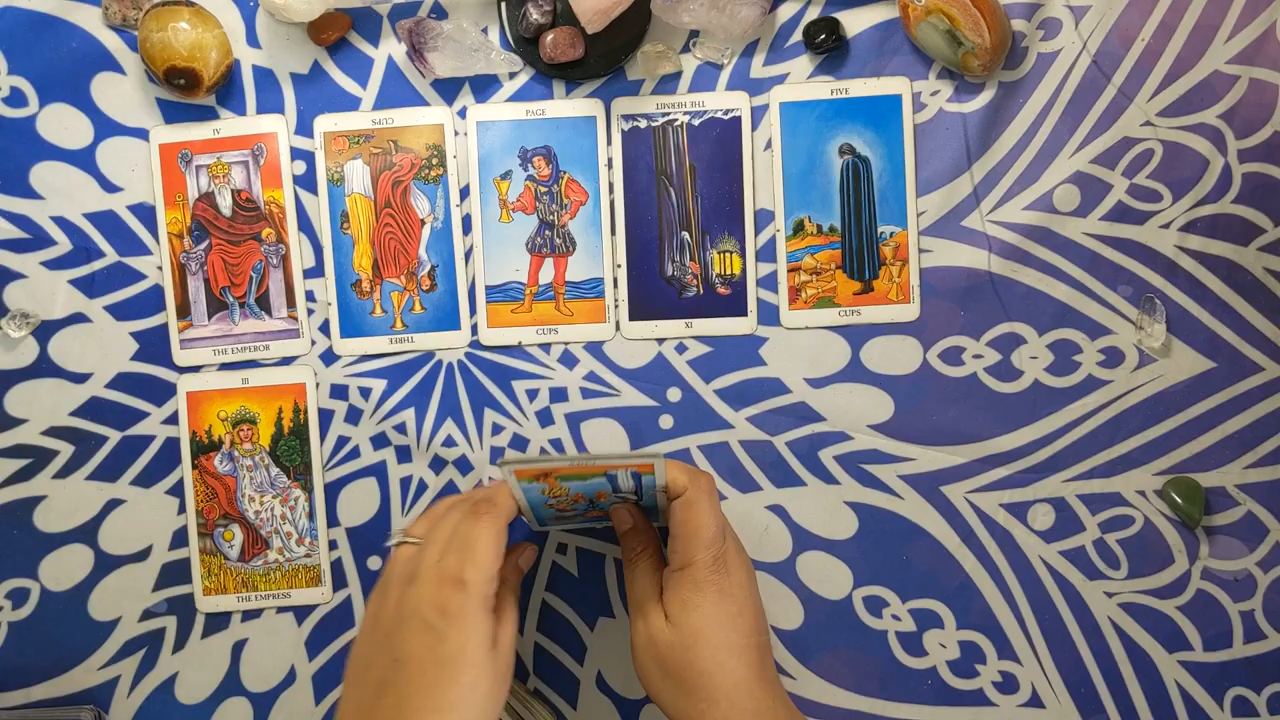 IV
THE EMPEROR
CUPS
THREE
PAGE
CUPS
THE HERMIT
IX
FIVE
CUPS
III
THE EMPRESS